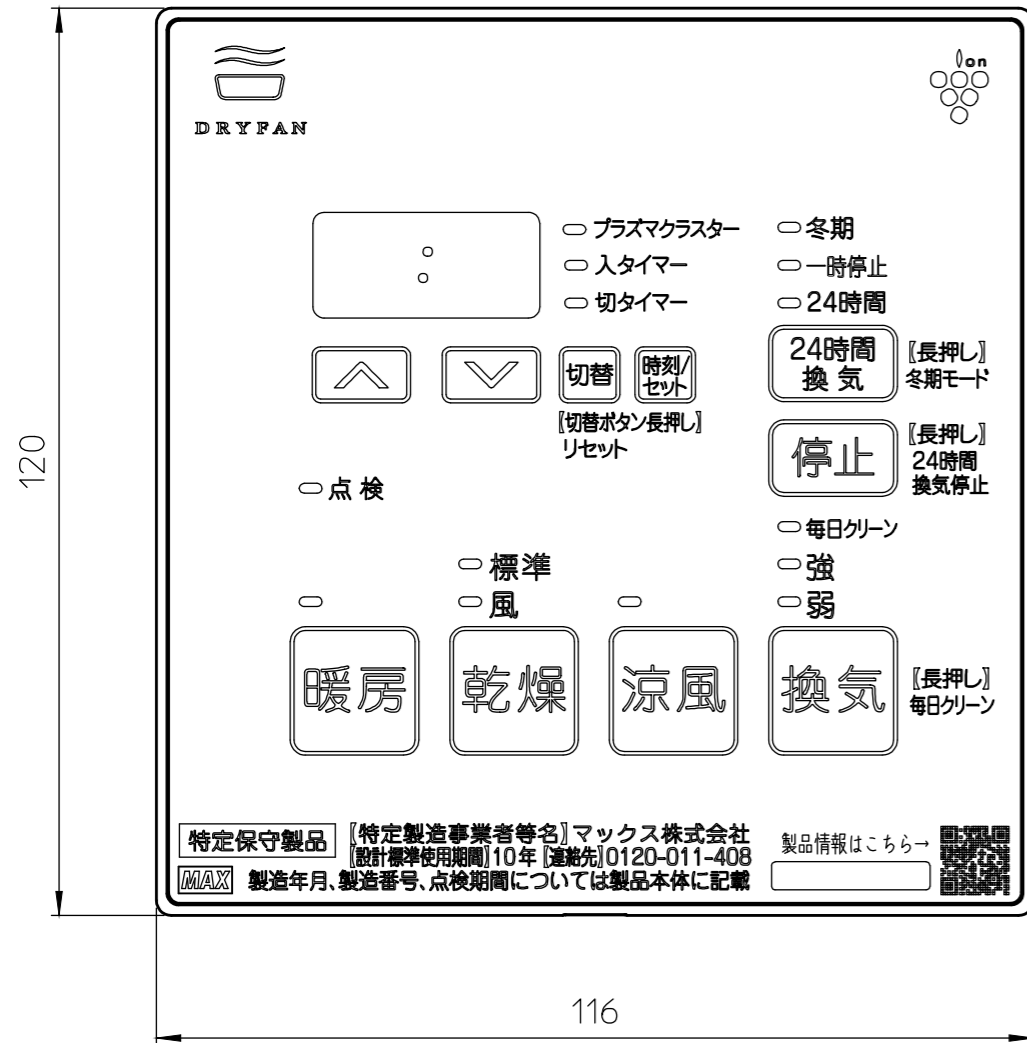 on
DRYFAN
プラズマクラスター
入タイマー
切タイマー
冬期
一時停止
24時間
:
切替
時刻/
セット
〖切替ボタン長押し〗
リセット
24時間
換気
〖長押し〗
冬期モード
停止
〖長押し〗
24時間
換気停止
点検
毎日クリーン
標準
風
強
弱
暖房
乾燥
涼風
換気
〖長押し〗
毎日クリーン
特定保守製品
〖特定製造事業者等名〗マックス株式会社
〖設計標準使用期間〗10年〖連絡先〗0120-011-408
MAX 製造年月、製造番号、点検期間については製品本体に記載
製品情報はこちら→
120
116